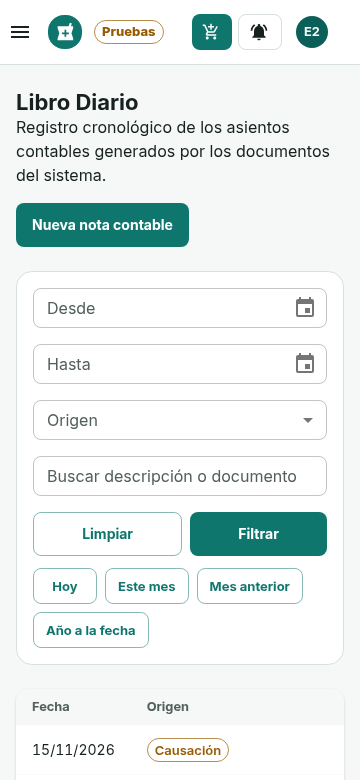 Pruebas
E2
Libro Diario
Registro cronológico de los asientos
contables generados por los documentos
del sistema.
Nueva nota contable
Desde
Hasta
Origen
Buscar descripción o documento
Limpiar
Filtrar
Hoy
Este mes
Mes anterior
Año a la fecha
Fecha
Origen
15/11/2026
Causación